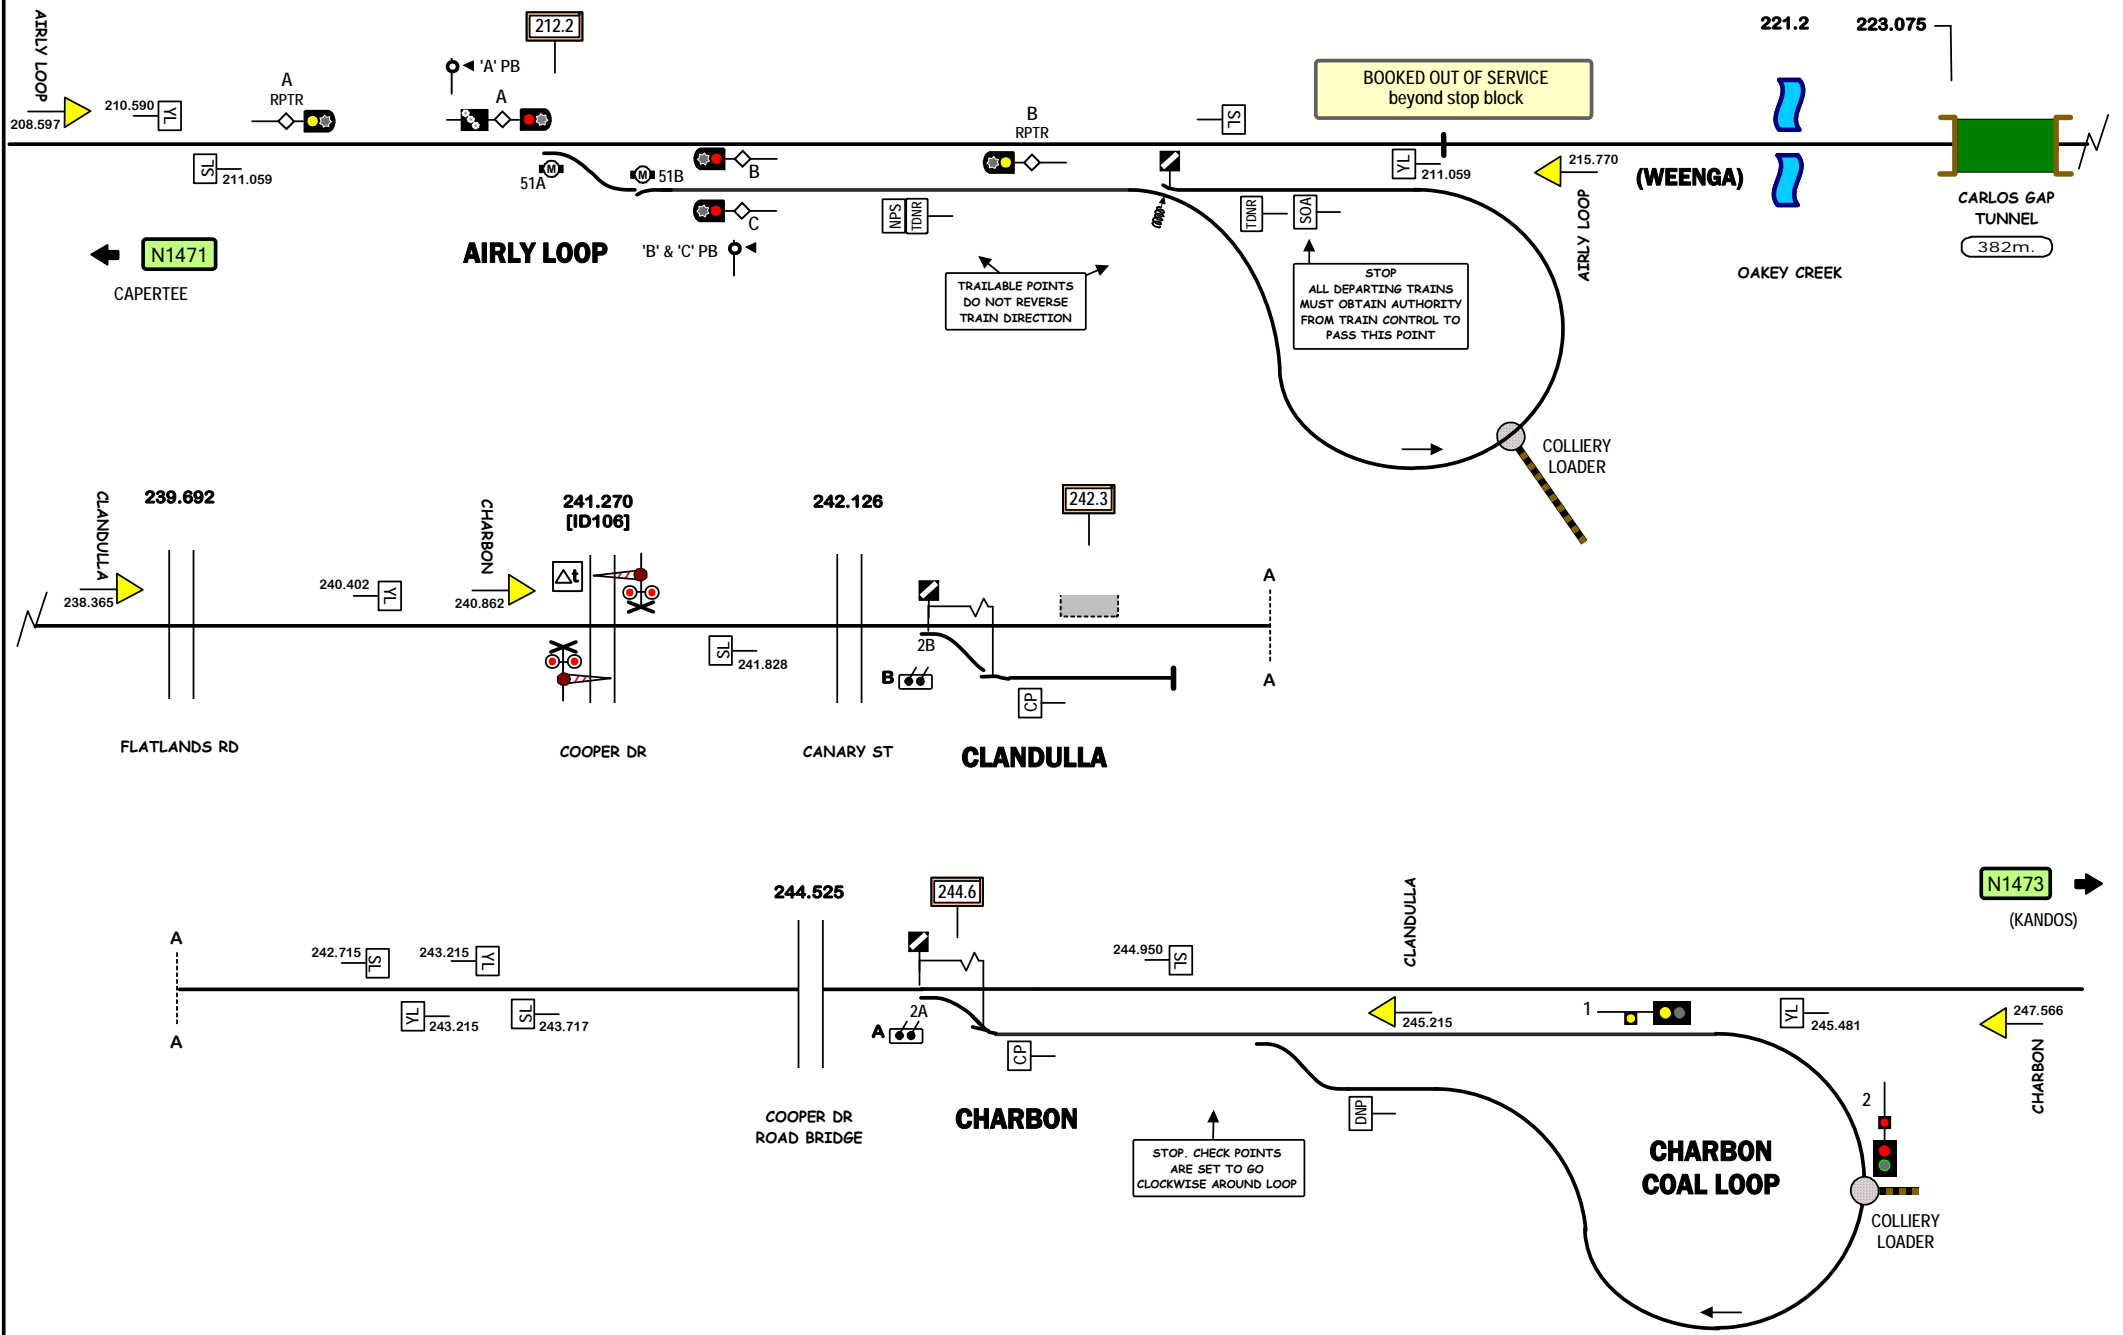 AIRLY LOOP
208.597
210.590
YL
SL
211.059
A
RPTR
'A' PB
A
212.2
51A
M
M
51B
B
C
'B' & 'C' PB
AIRLY LOOP
N1471
CAPERTEE
B
RPTR
NPS
TDNR
SL
TDNR
SOA
TRAILABLE POINTS
DO NOT REVERSE
TRAIN DIRECTION
STOP
ALL DEPARTING TRAINS
MUST OBTAIN AUTHORITY
FROM TRAIN CONTROL TO
PASS THIS POINT
BOOKED OUT OF SERVICE
beyond stop block
YL
211.059
215.770
AIRLY LOOP
(WEENGA)
221.2
OAKEY CREEK
223.075
CARLOS GAP
TUNNEL
382m.
COLLIERY
LOADER
CLANDULLA
238.365
239.692
FLATLANDS RD
240.402
YL
CHARBON
240.862
241.270
[ID106]
Δt
COOPER DR
SL
241.828
242.126
CANARY ST
2B
B
CP
242.3
CLANDULLA
A
A
A
A
242.715
SL
243.215
YL
YL
243.215
SL
243.717
244.525
COOPER DR
ROAD BRIDGE
244.6
2A
A
CP
CHARBON
244.950
SL
STOP. CHECK POINTS
ARE SET TO GO
CLOCKWISE AROUND LOOP
DNP
CLANDULLA
245.215
1
YL
245.481
2
CHARBON
COAL LOOP
COLLIERY
LOADER
247.566
CHARBON
N1473
(KANDOS)